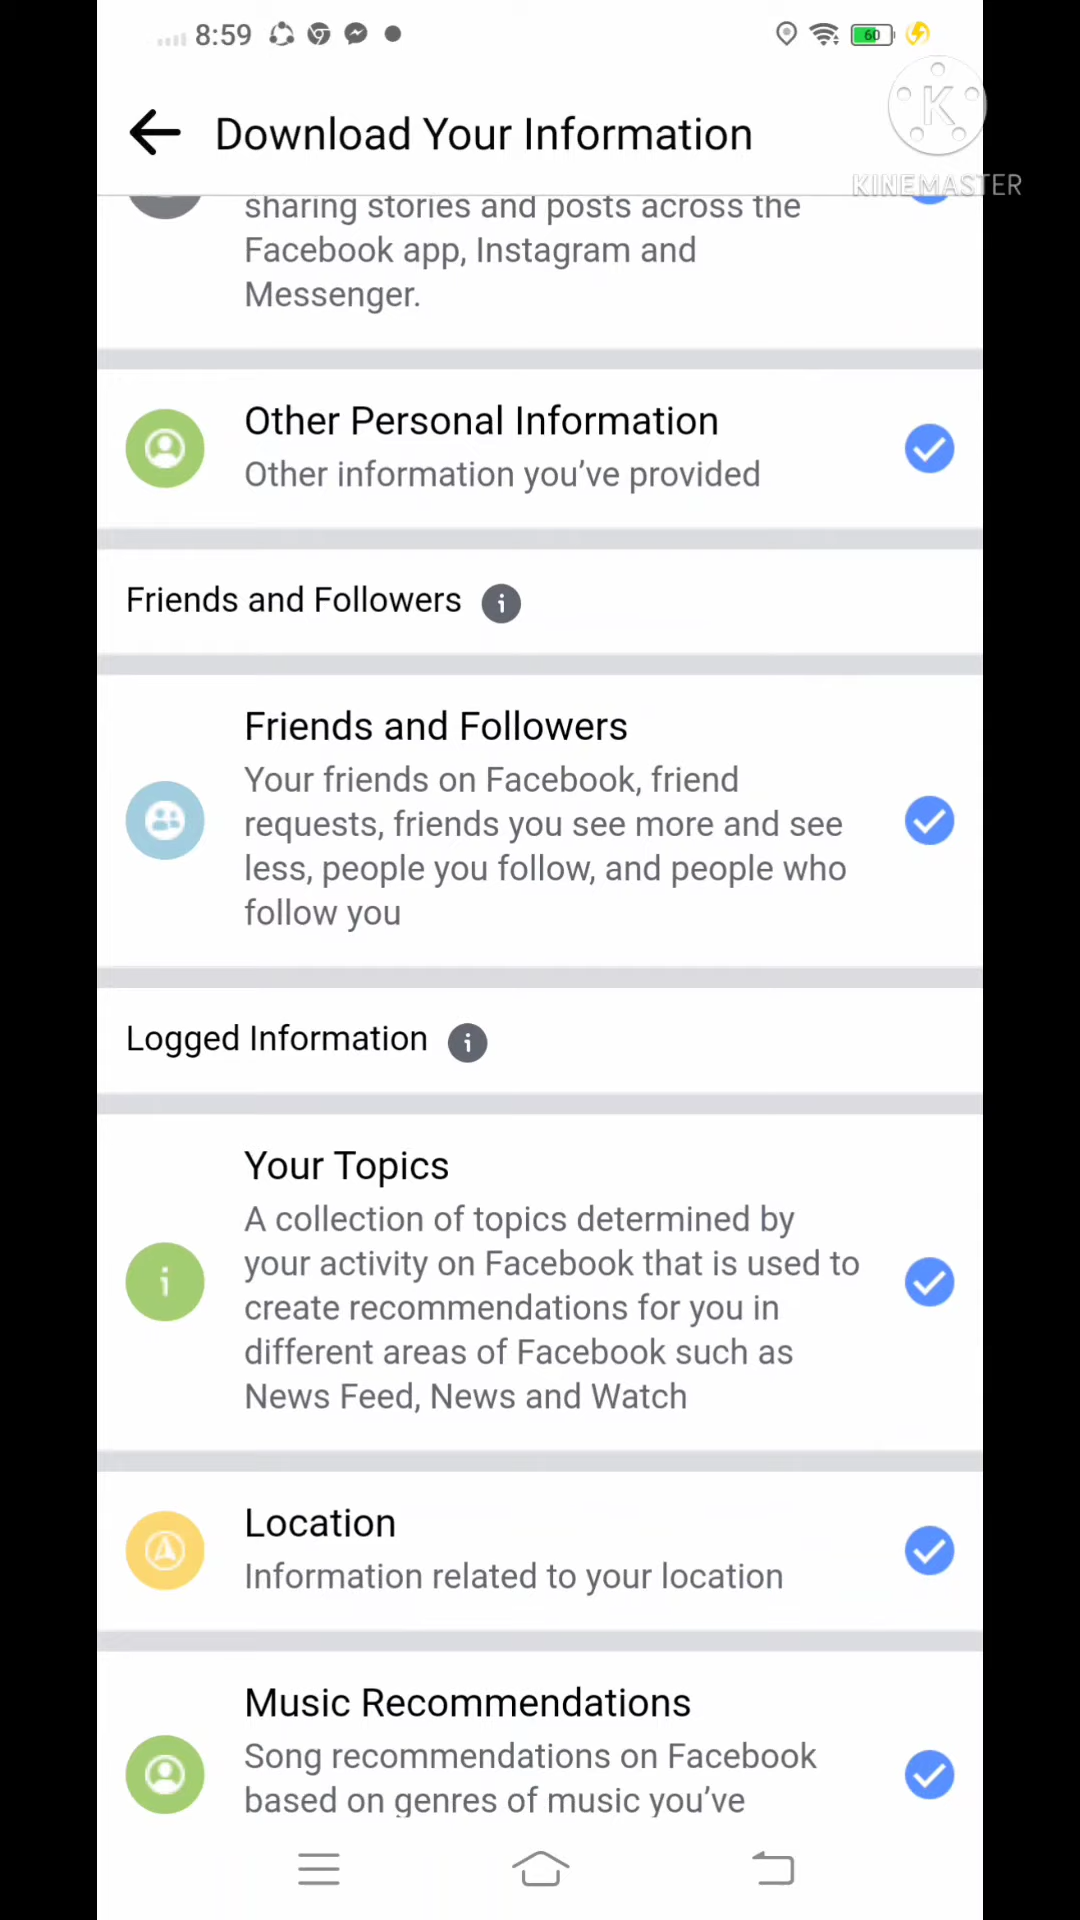 8:59
60
Download Your Information
K
KINEMASTER
sharing stories and posts across the
Facebook app, Instagram and
Messenger.
Other Personal Information
Other information you’ve provided
Friends and Followers
Friends and Followers
Your friends on Facebook, friend
requests, friends you see more and see
less, people you follow, and people who
follow you
Logged Information
Your Topics
A collection of topics determined by
your activity on Facebook that is used to
create recommendations for you in
different areas of Facebook such as
News Feed, News and Watch
Location
Information related to your location
Music Recommendations
Song recommendations on Facebook
based on genres of music you’ve